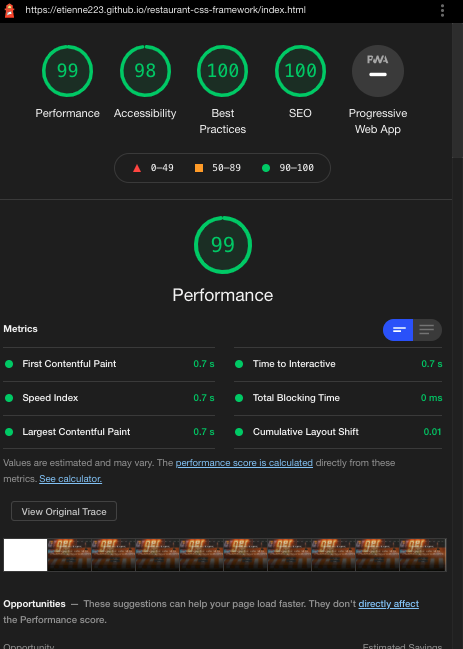 https://etienne223.github.io/restaurant-css-framework/index.html
99
98
100
100
PWA
Performance
Accessibility
Best
Practices
SEO
Progressive
Web App
0–49
50–89
90–100
99
Performance
Metrics
First Contentful Paint 0.7 s
Time to Interactive 0.7 s
Speed Index 0.7 s
Total Blocking Time 0 ms
Largest Contentful Paint 0.7 s
Cumulative Layout Shift 0.01
Values are estimated and may vary. The performance score is calculated directly from these
metrics. See calculator.
View Original Trace
Opportunities — These suggestions can help your page load faster. They don't directly affect
the Performance score.
Opportunity
Estimated Savings